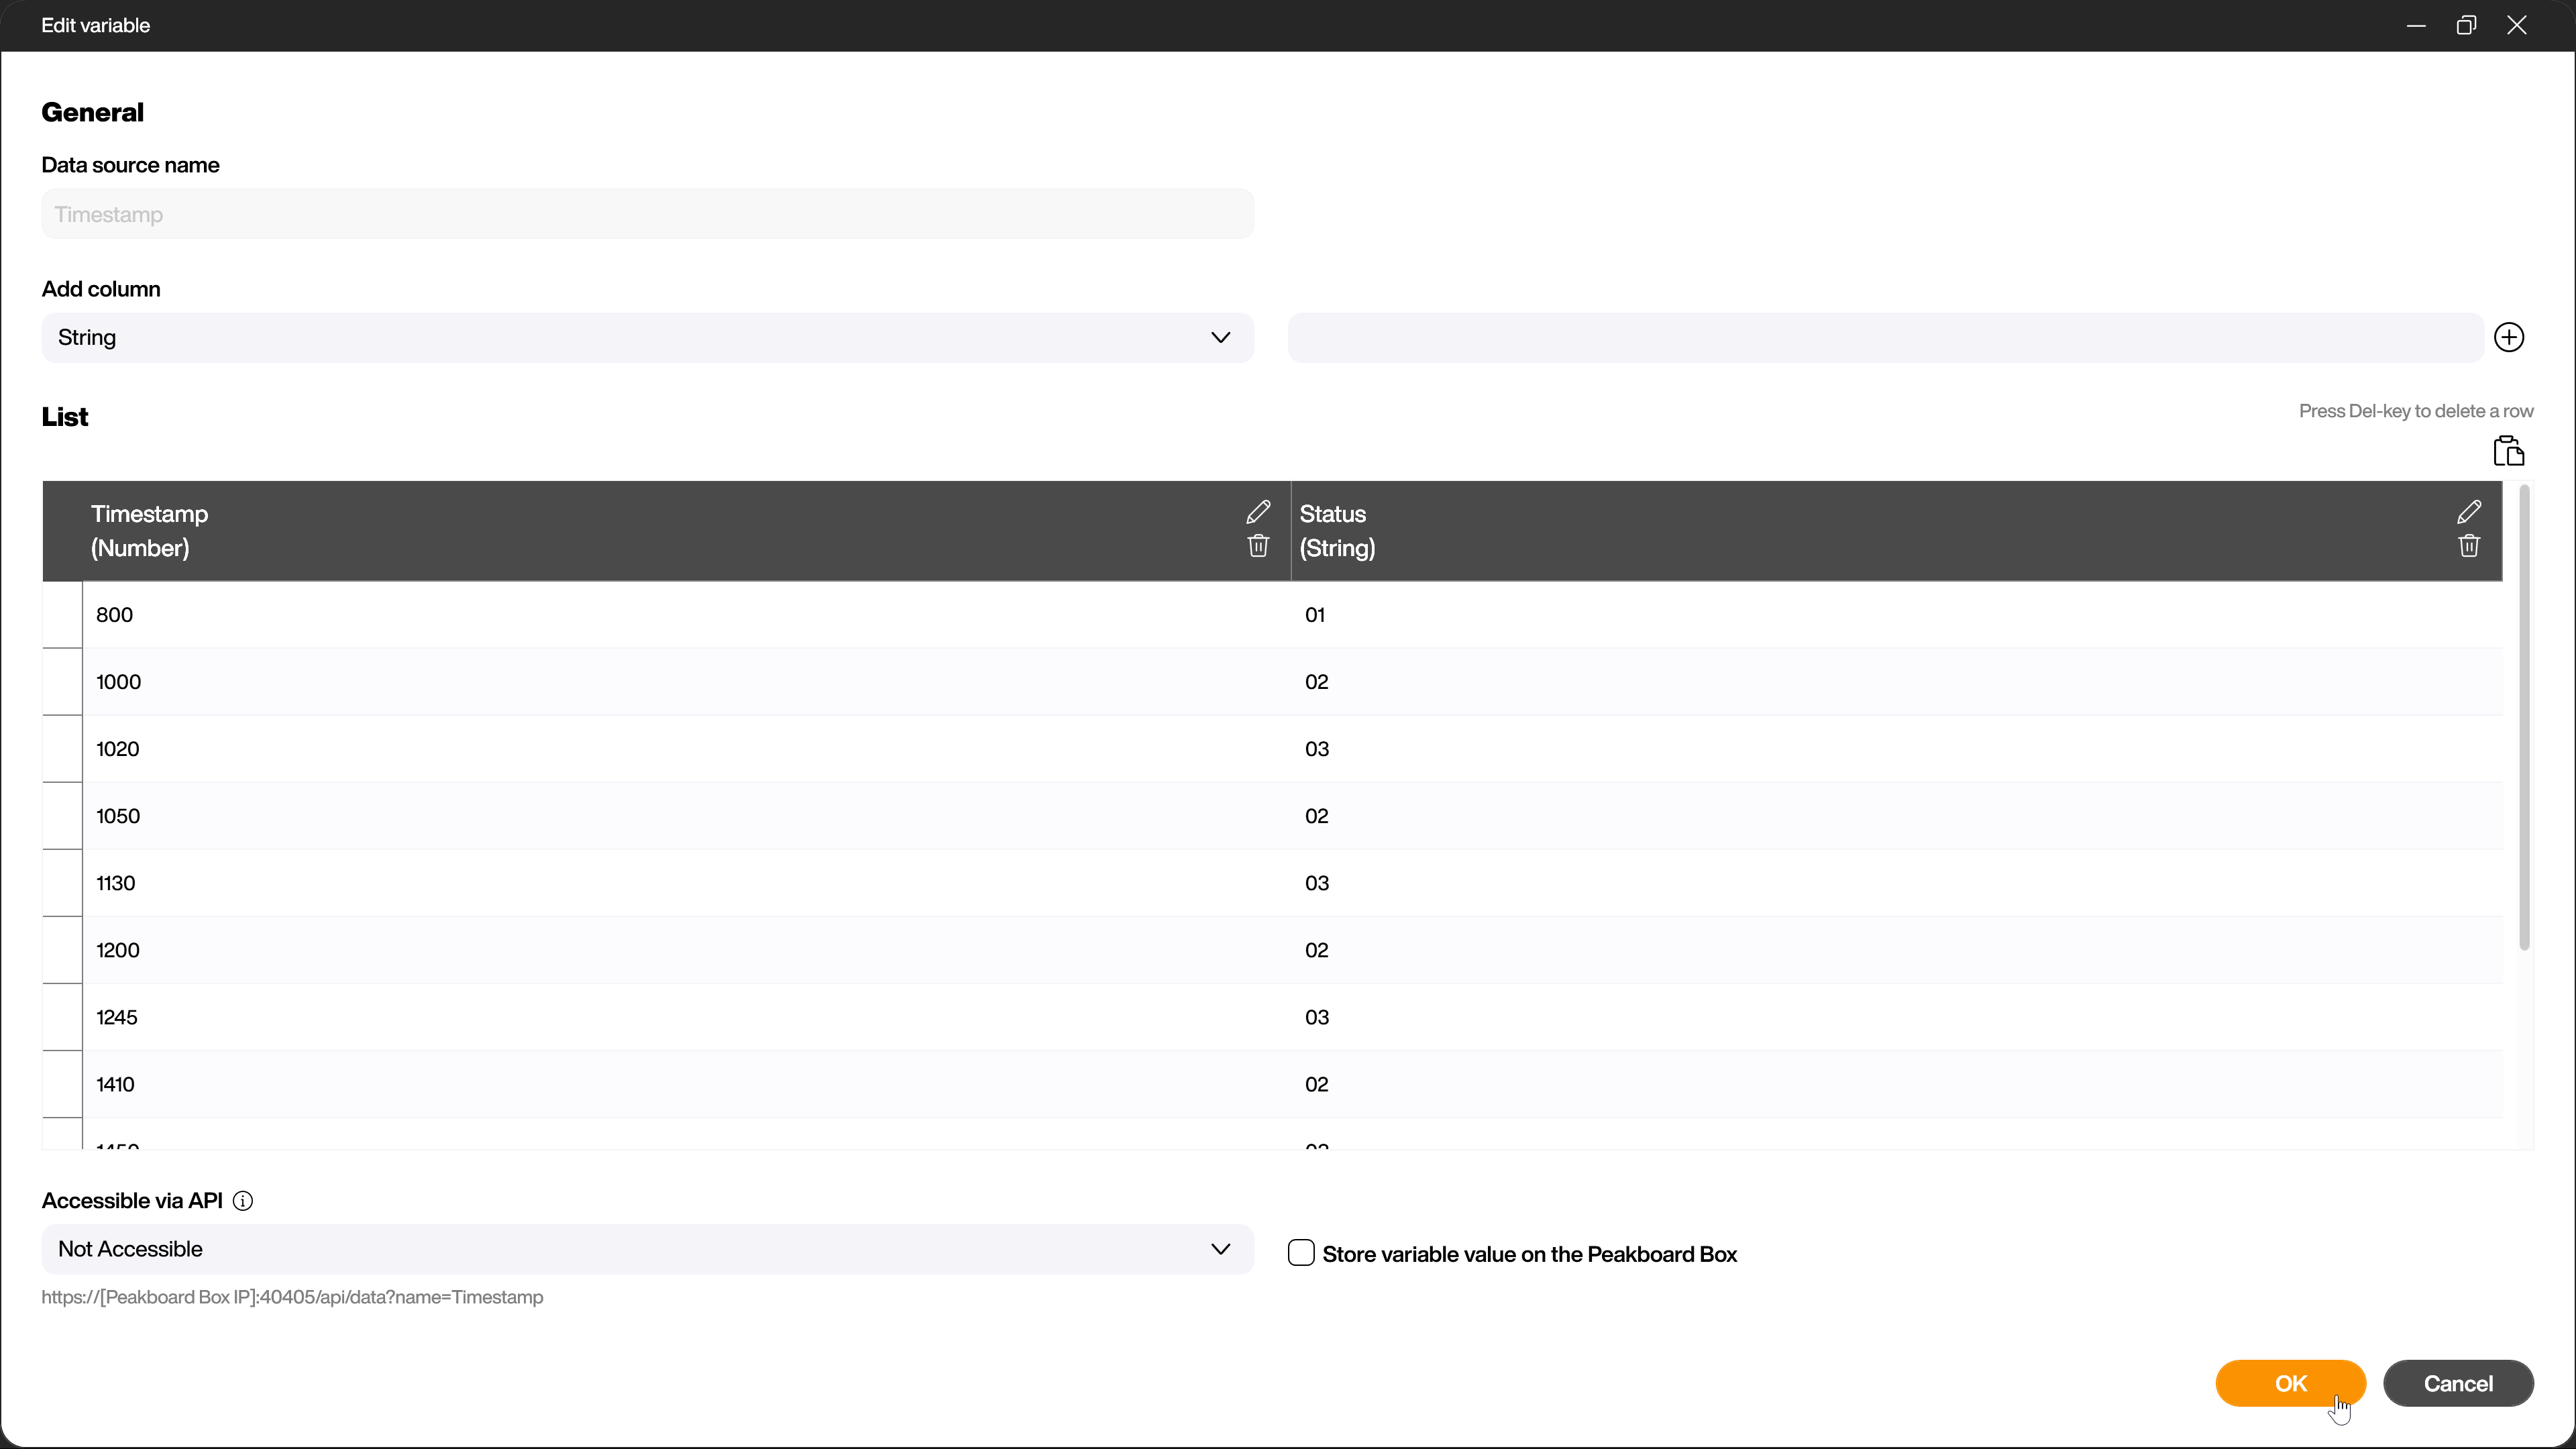 Edit variable
General
Data source name
Timestamp
Add column
String
List
Press Del-key to delete a row
Timestamp
(Number)
Status
(String)
800 01
1000 02
1020 03
1050 02
1130 03
1200 02
1245 03
1410 02
Accessible via API
Not Accessible
Store variable value on the Peakboard Box
https://[Peakboard Box IP]:40405/api/data?name=Timestamp
OK
Cancel